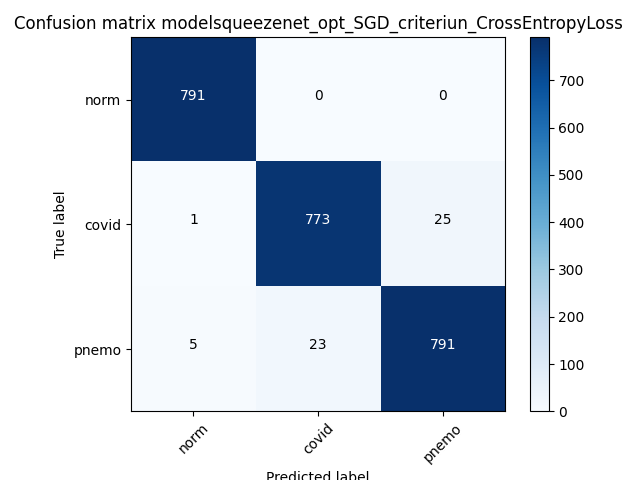 Confusion matrix modelsqueezenet_opt_SGD_criteriun_CrossEntropyLoss
norm 791 0 0
covid 1 773 25
pnemo 5 23 791
norm covid pnemo
True label
Predicted label
700
600
500
400
300
200
100
0